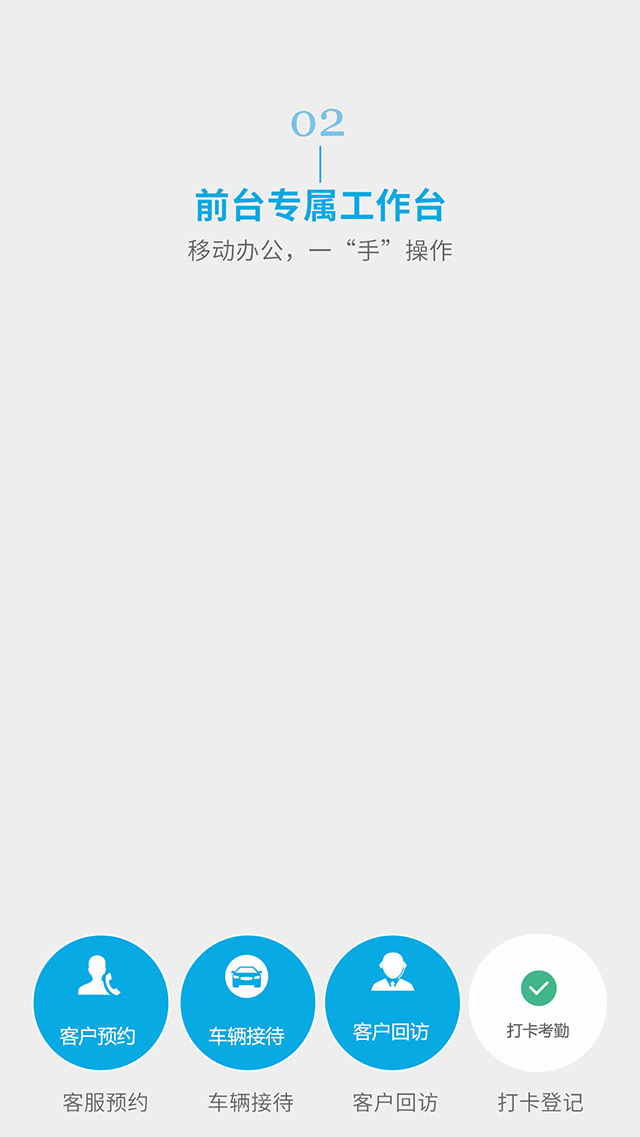 02
前台专属工作台
移动办公，一“手”操作
客户预约
车辆接待
客户回访
打卡考勤
客服预约
车辆接待
客户回访
打卡登记